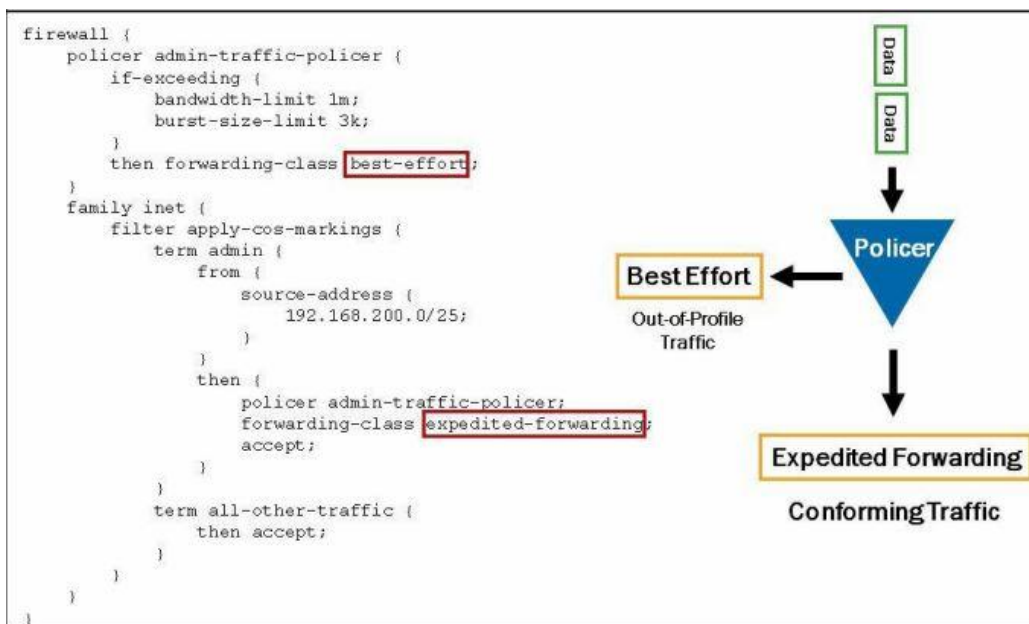 firewall {
policer admin-traffic-policer {
if-exceeding {
bandwidth-limit 1m;
burst-size-limit 3k;
}
then forwarding-class best-effort;
}
family inet {
filter apply-cos-markings {
term admin {
from {
source-address {
192.168.200.0/25;
}
}
then {
policer admin-traffic-policer;
forwarding-class expedited-forwarding;
accept;
}
}
term all-other-traffic {
then accept;
}
}
}
}
Data
Data
Policer
Best Effort
Out-of-Profile
Traffic
Expedited Forwarding
Conforming Traffic